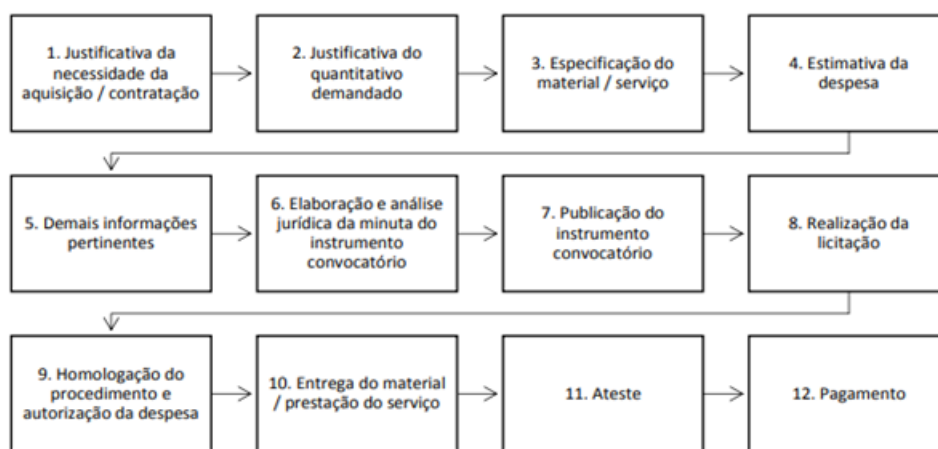 1. Justificativa da
necessidade da
aquisição / contratação
2. Justificativa do
quantitativo
demandado
3. Especificação do
material / serviço
4. Estimativa da
despesa
5. Demais informações
pertinentes
6. Elaboração e análise
jurídica da minuta do
instrumento
convocatório
7. Publicação do
instrumento
convocatório
8. Realização da
licitação
9. Homologação do
procedimento e
autorização da despesa
10. Entrega do material
/ prestação do serviço
11. Ateste
12. Pagamento